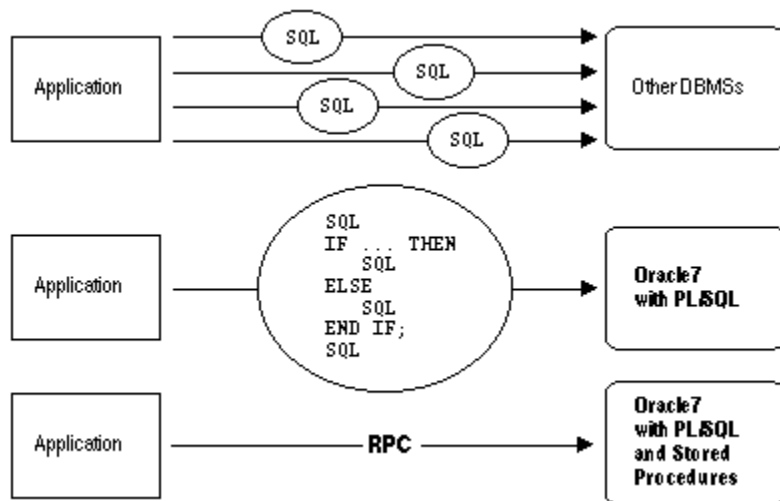 SQL
SQL
Application
Other DBMSs
SQL
SQL
SQL
IF ... THEN
SQL
ELSE
SQL
END IF;
SQL
Application
Oracle7
with PL/SQL
Application
RPC
Oracle7
with PL/SQL
and Stored
Procedures